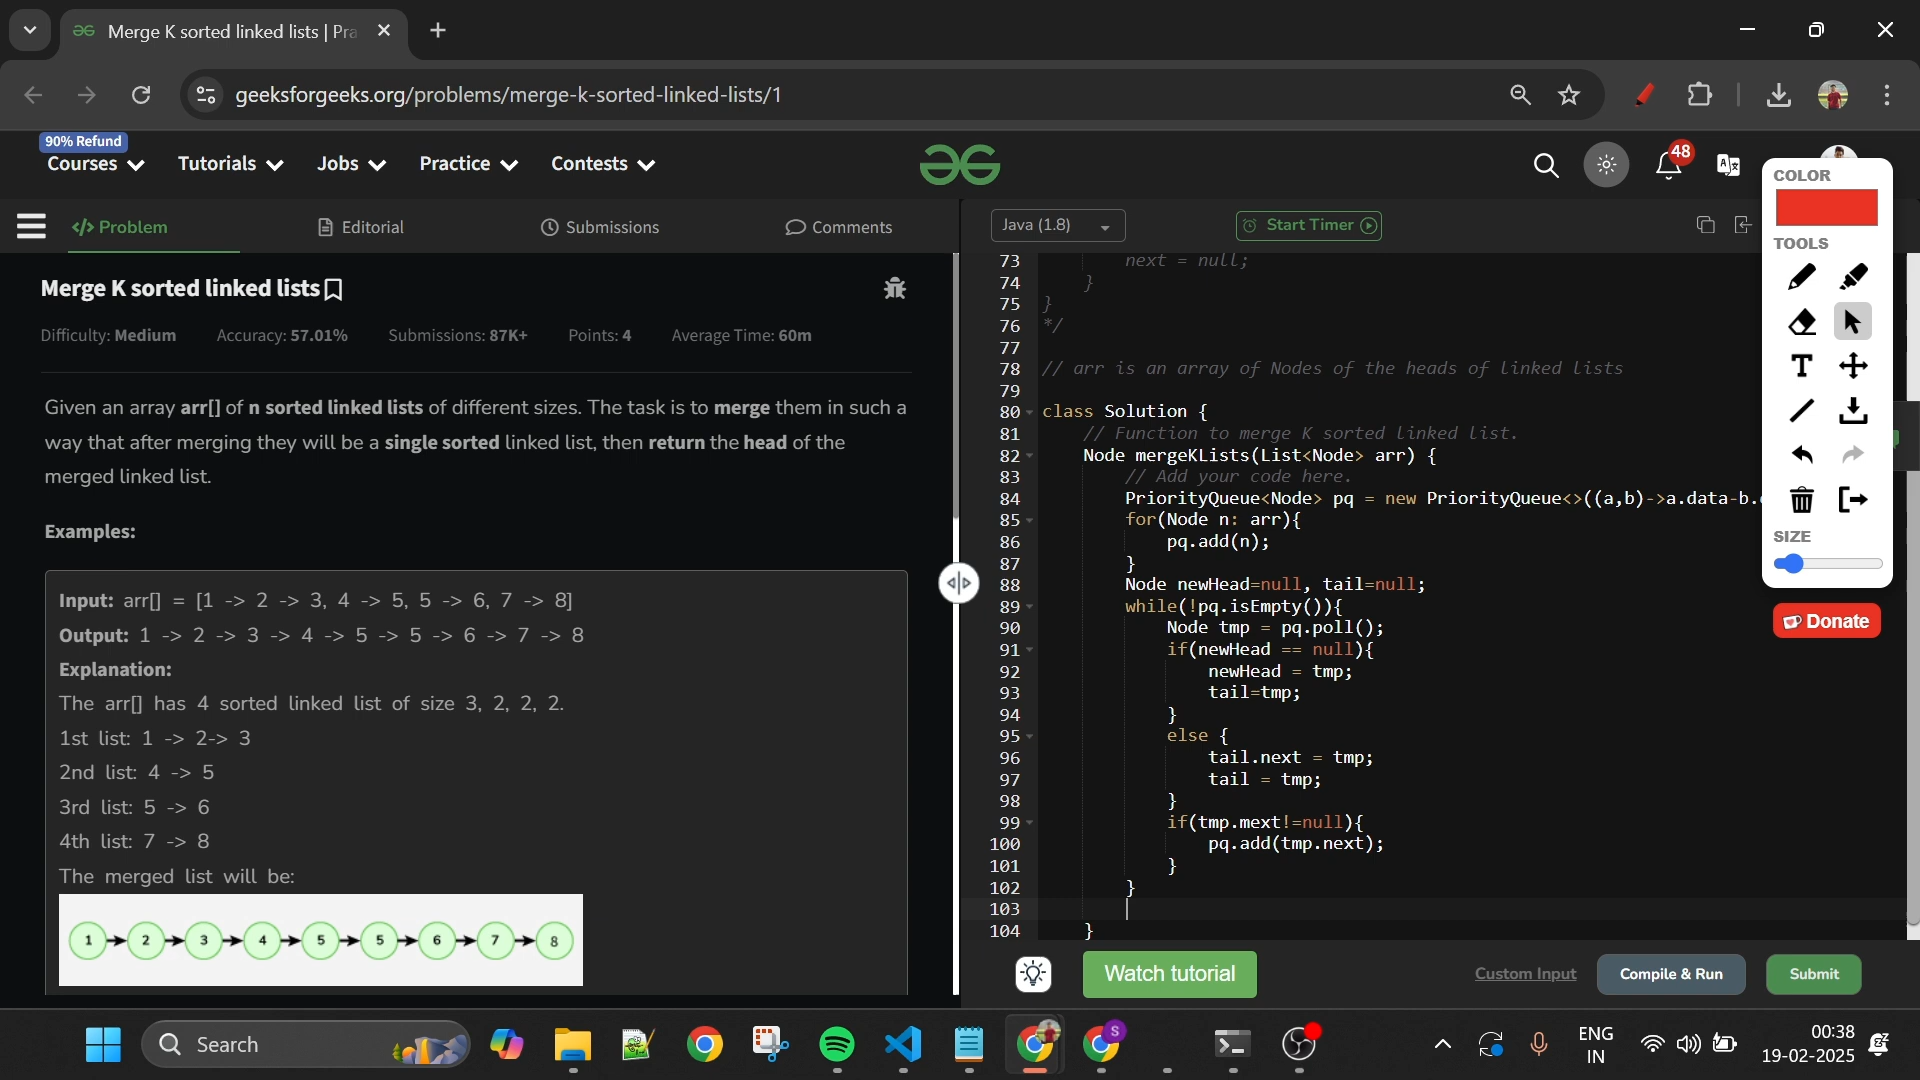 Merge K sorted linked lists | Pra
geeksforgeeks.org/problems/merge-k-sorted-linked-lists/1
90% Refund
Courses
Tutorials
Jobs
Practice
Contests
48
COLOR
TOOLS
T
SIZE
Donate
</> Problem
Editorial
Submissions
Comments
Java (1.8)
Start Timer
Merge K sorted linked lists
Difficulty: Medium Accuracy: 57.01% Submissions: 87K+ Points: 4 Average Time: 60m
Given an array arr[] of n sorted linked lists of different sizes. The task is to merge them in such a
way that after merging they will be a single sorted linked list, then return the head of the
merged linked list.
Examples:
Input: arr[] = [1 -> 2 -> 3, 4 -> 5, 5 -> 6, 7 -> 8]
Output: 1 -> 2 -> 3 -> 4 -> 5 -> 5 -> 6 -> 7 -> 8
Explanation:
The arr[] has 4 sorted linked list of size 3, 2, 2, 2.
1st list: 1 -> 2-> 3
2nd list: 4 -> 5
3rd list: 5 -> 6
4th list: 7 -> 8
The merged list will be:
1 2 3 4 5 5 6 7 8
73 next = null;
74 }
75 }
76 */
77
78 // arr is an array of Nodes of the heads of linked lists
79
80 class Solution {
81 // Function to merge K sorted linked list.
82 Node mergeKLists(List<Node> arr) {
83 // Add your code here.
84 PriorityQueue<Node> pq = new PriorityQueue<>((a,b)->a.data-b.
85 for(Node n: arr){
86 pq.add(n);
87 }
88 Node newHead=null, tail=null;
89 while(!pq.isEmpty()){
90 Node tmp = pq.poll();
91 if(newHead == null){
92 newHead = tmp;
93 tail=tmp;
94 }
95 else {
96 tail.next = tmp;
97 tail = tmp;
98 }
99 if(tmp.mext!=null){
100 pq.add(tmp.next);
101 }
102 }
103
104 }
Watch tutorial
Custom Input
Compile & Run
Submit
Search
S
ENG
IN
00:38
19-02-2025